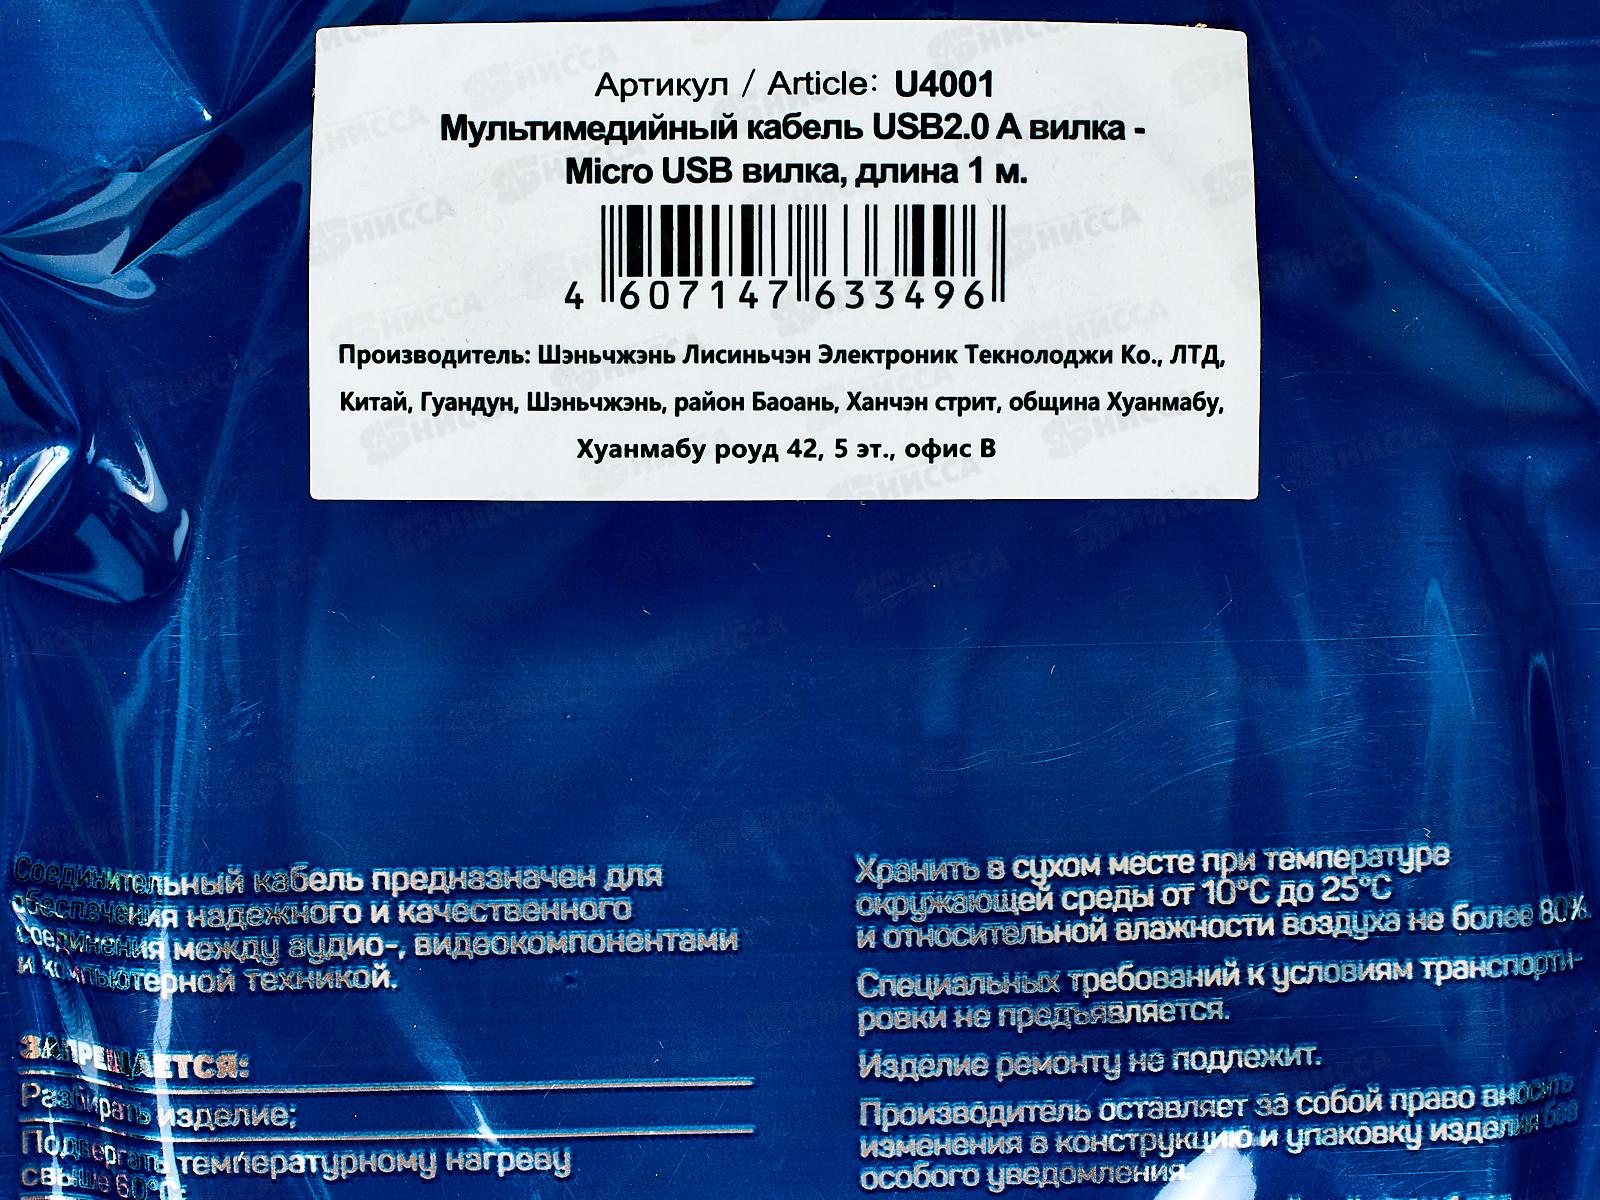 Артикул / Article: U4001
Мультимедийный кабель USB2.0 A вилка -
Micro USB вилка, длина 1 м.
4 607147 633496
Производитель: Шэньчжэнь Лисиньчэн Электроник Текнолоджи Ко., ЛТД,
Китай, Гуандун, Шэньчжэнь, район Баоань, Ханчэн стрит, община Хуанмабу,
Хуанмабу роуд 42, 5 эт., офис В
Соединительный кабель предназначен для
обеспечения надежного и качественного
соединения между аудио-, видеокомпонентами
и компьютерной техникой.
ЗАПРЕЩАЕТСЯ:
Разбирать изделие;
Подвергать температурному нагреву
свыше 60°C;
Хранить в сухом месте при температуре
окружающей среды от 10°C до 25°C
и относительной влажности воздуха не более 80%.
Специальных требований к условиям транспорти-
ровки не предъявляется.
Изделие ремонту не подлежит.
Производитель оставляет за собой право вносить
изменения в конструкцию и упаковку изделия без
особого уведомления.